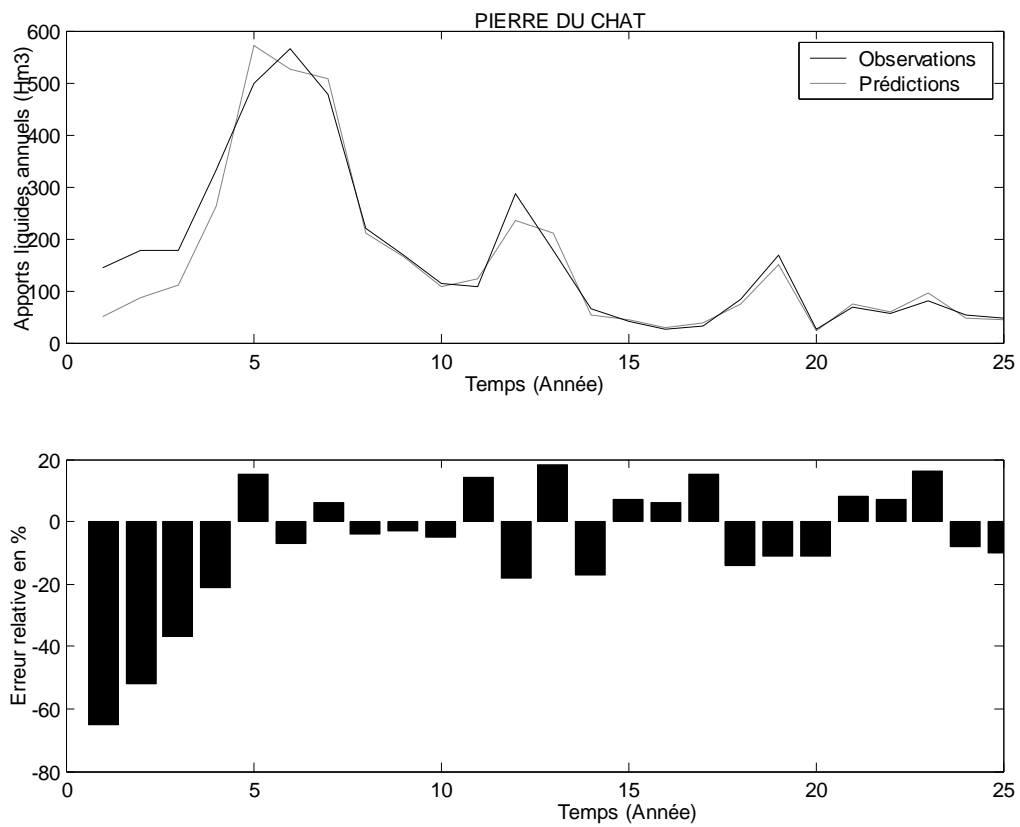 PIERRE DU CHAT
600
500
400
300
200
100
0
Apports liquides annuels (Hm3)
Observations
Prédictions
0 5 10 15 20 25
Temps (Année)
20
0
-20
-40
-60
-80
Erreur relative en %
0 5 10 15 20 25
Temps (Année)